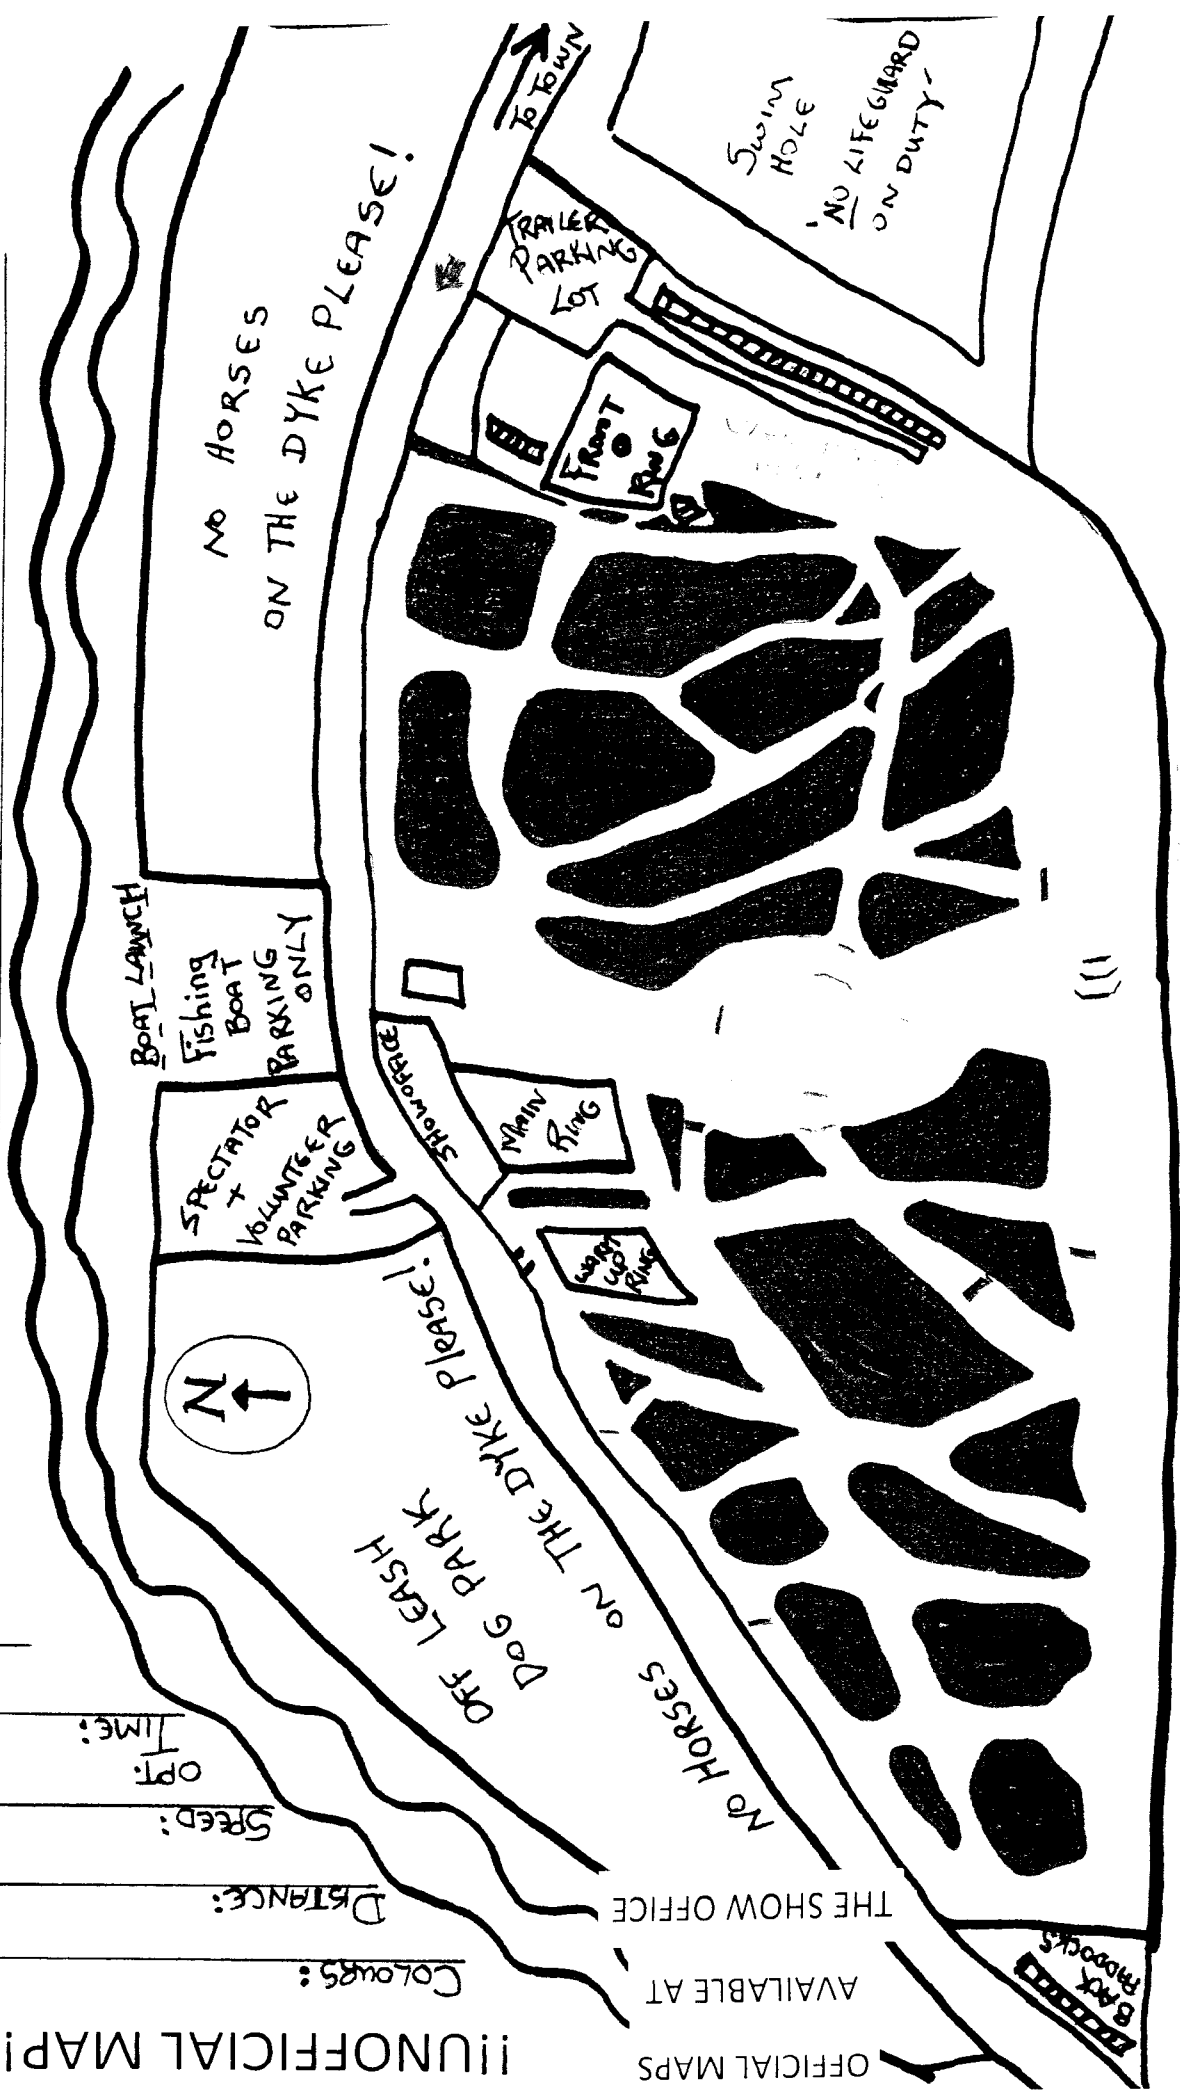 !!UNOFFICIAL MAP!
COLOURS:
DISTANCE:
SPEED:
OPT.
TIME:
OFFICIAL MAPS
AVAILABLE AT
THE SHOW OFFICE
TO TOWN
SWIM
HOLE
'NO LIFEGUARD
ON DUTY'
TRAILER
PARKING
LOT
NO HORSES
ON THE DYKE PLEASE!
FRONT
RING
BOAT LAUNCH
Fishing
BOAT
PARKING
ONLY
SPECTATOR
+
VOLUNTEER
PARKING
SHOW OFFICE
MAIN
RING
WARM
UP
RING
N
OFF LEASH
DOG PARK
NO HORSES ON THE DYKE PlEASE!
BACK
PADDOCKS